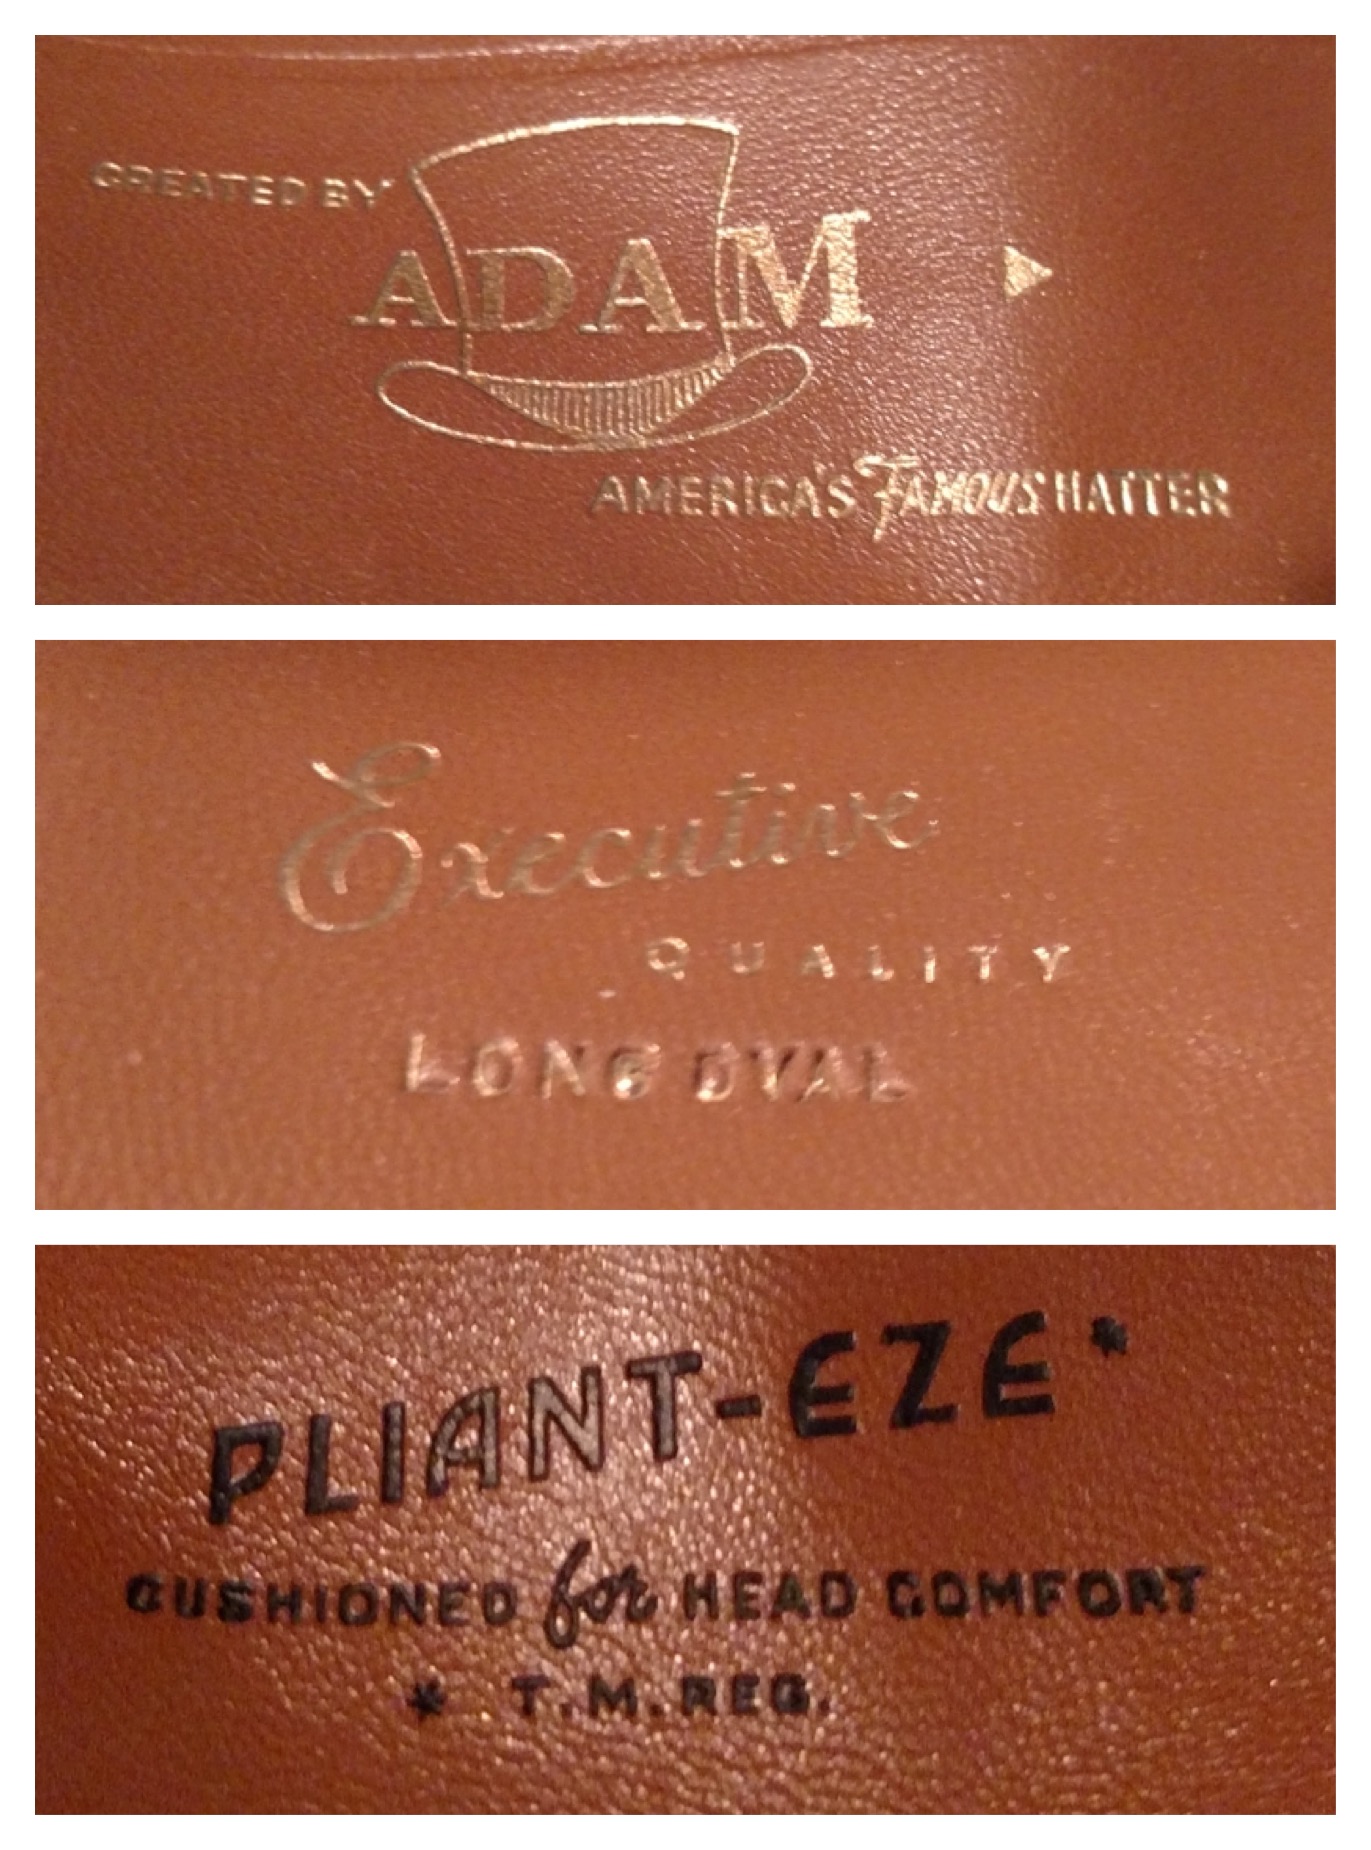 CREATED BY
ADAM
AMERICA'S FAMOUS HATTER
Executive
QUALITY
LONG OVAL
PLIANT-EZE*
CUSHIONED for HEAD COMFORT
* T.M.REG.